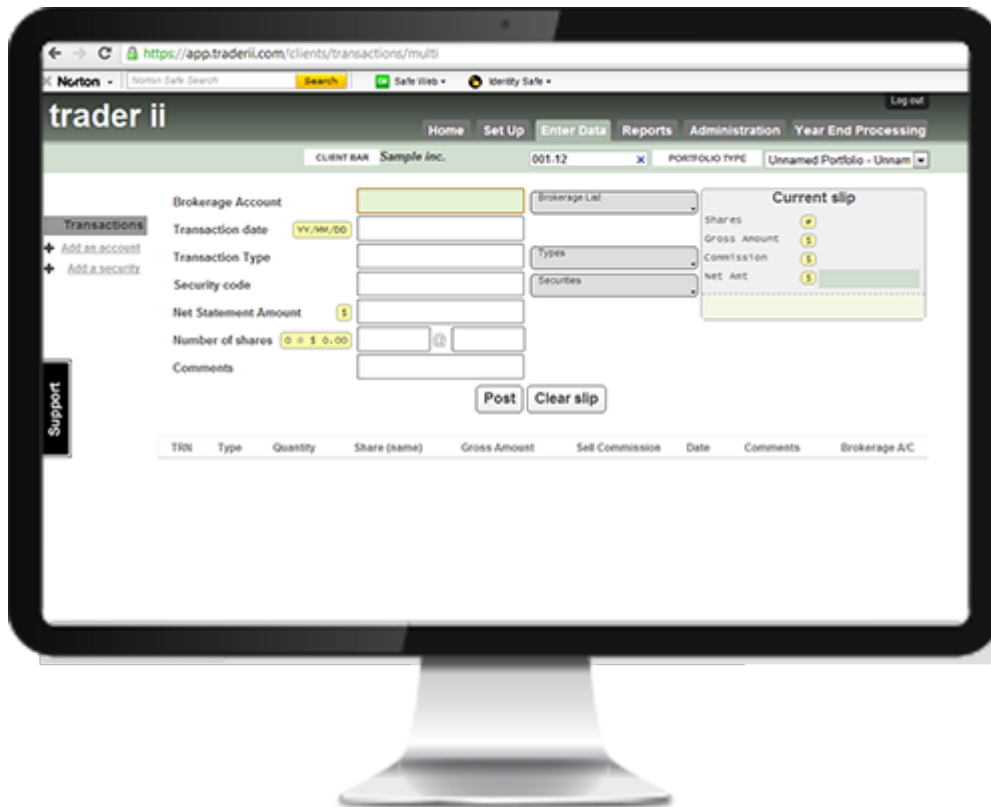 https://app.traderii.com/clients/transactions/multi
Norton Norton Safe Search Search Safe Web Identity Safe
Log out
trader ii
Home Set Up Enter Data Reports Administration Year End Processing
CLIENT BAR Sample inc. 001-12 x PORTFOLIO TYPE Unnamed Portfolio - Unnam
Brokerage Account Brokerage List Current slip
Transactions Transaction date YY/MM/DD Shares #
Add an account Transaction Type Types Gross Amount $
Add a security Security code Securities Commission $
Net Statement Amount $ Net Amt $
Number of shares 0 @ $ 0.00 @
Comments
Support
Post Clear slip
TRN Type Quantity Share (name) Gross Amount Sell Commission Date Comments Brokerage A/C